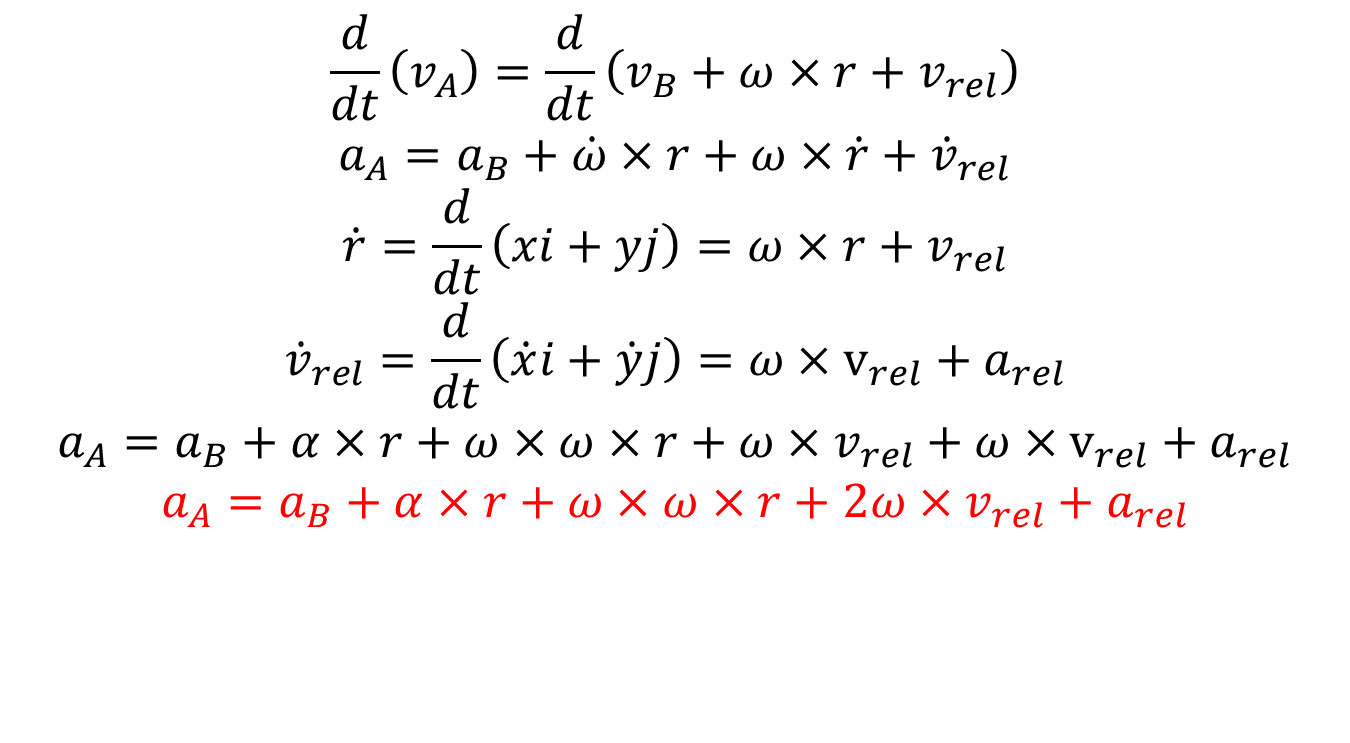 d/dt (v_A) = d/dt (v_B + ω × r + v_rel)
a_A = a_B + ω̇ × r + ω × ṙ + v̇_rel
ṙ = d/dt (xi + yj) = ω × r + v_rel
v̇_rel = d/dt (ẋi + ẏj) = ω × v_rel + a_rel
a_A = a_B + α × r + ω × ω × r + ω × v_rel + ω × v_rel + a_rel
a_A = a_B + α × r + ω × ω × r + 2ω × v_rel + a_rel